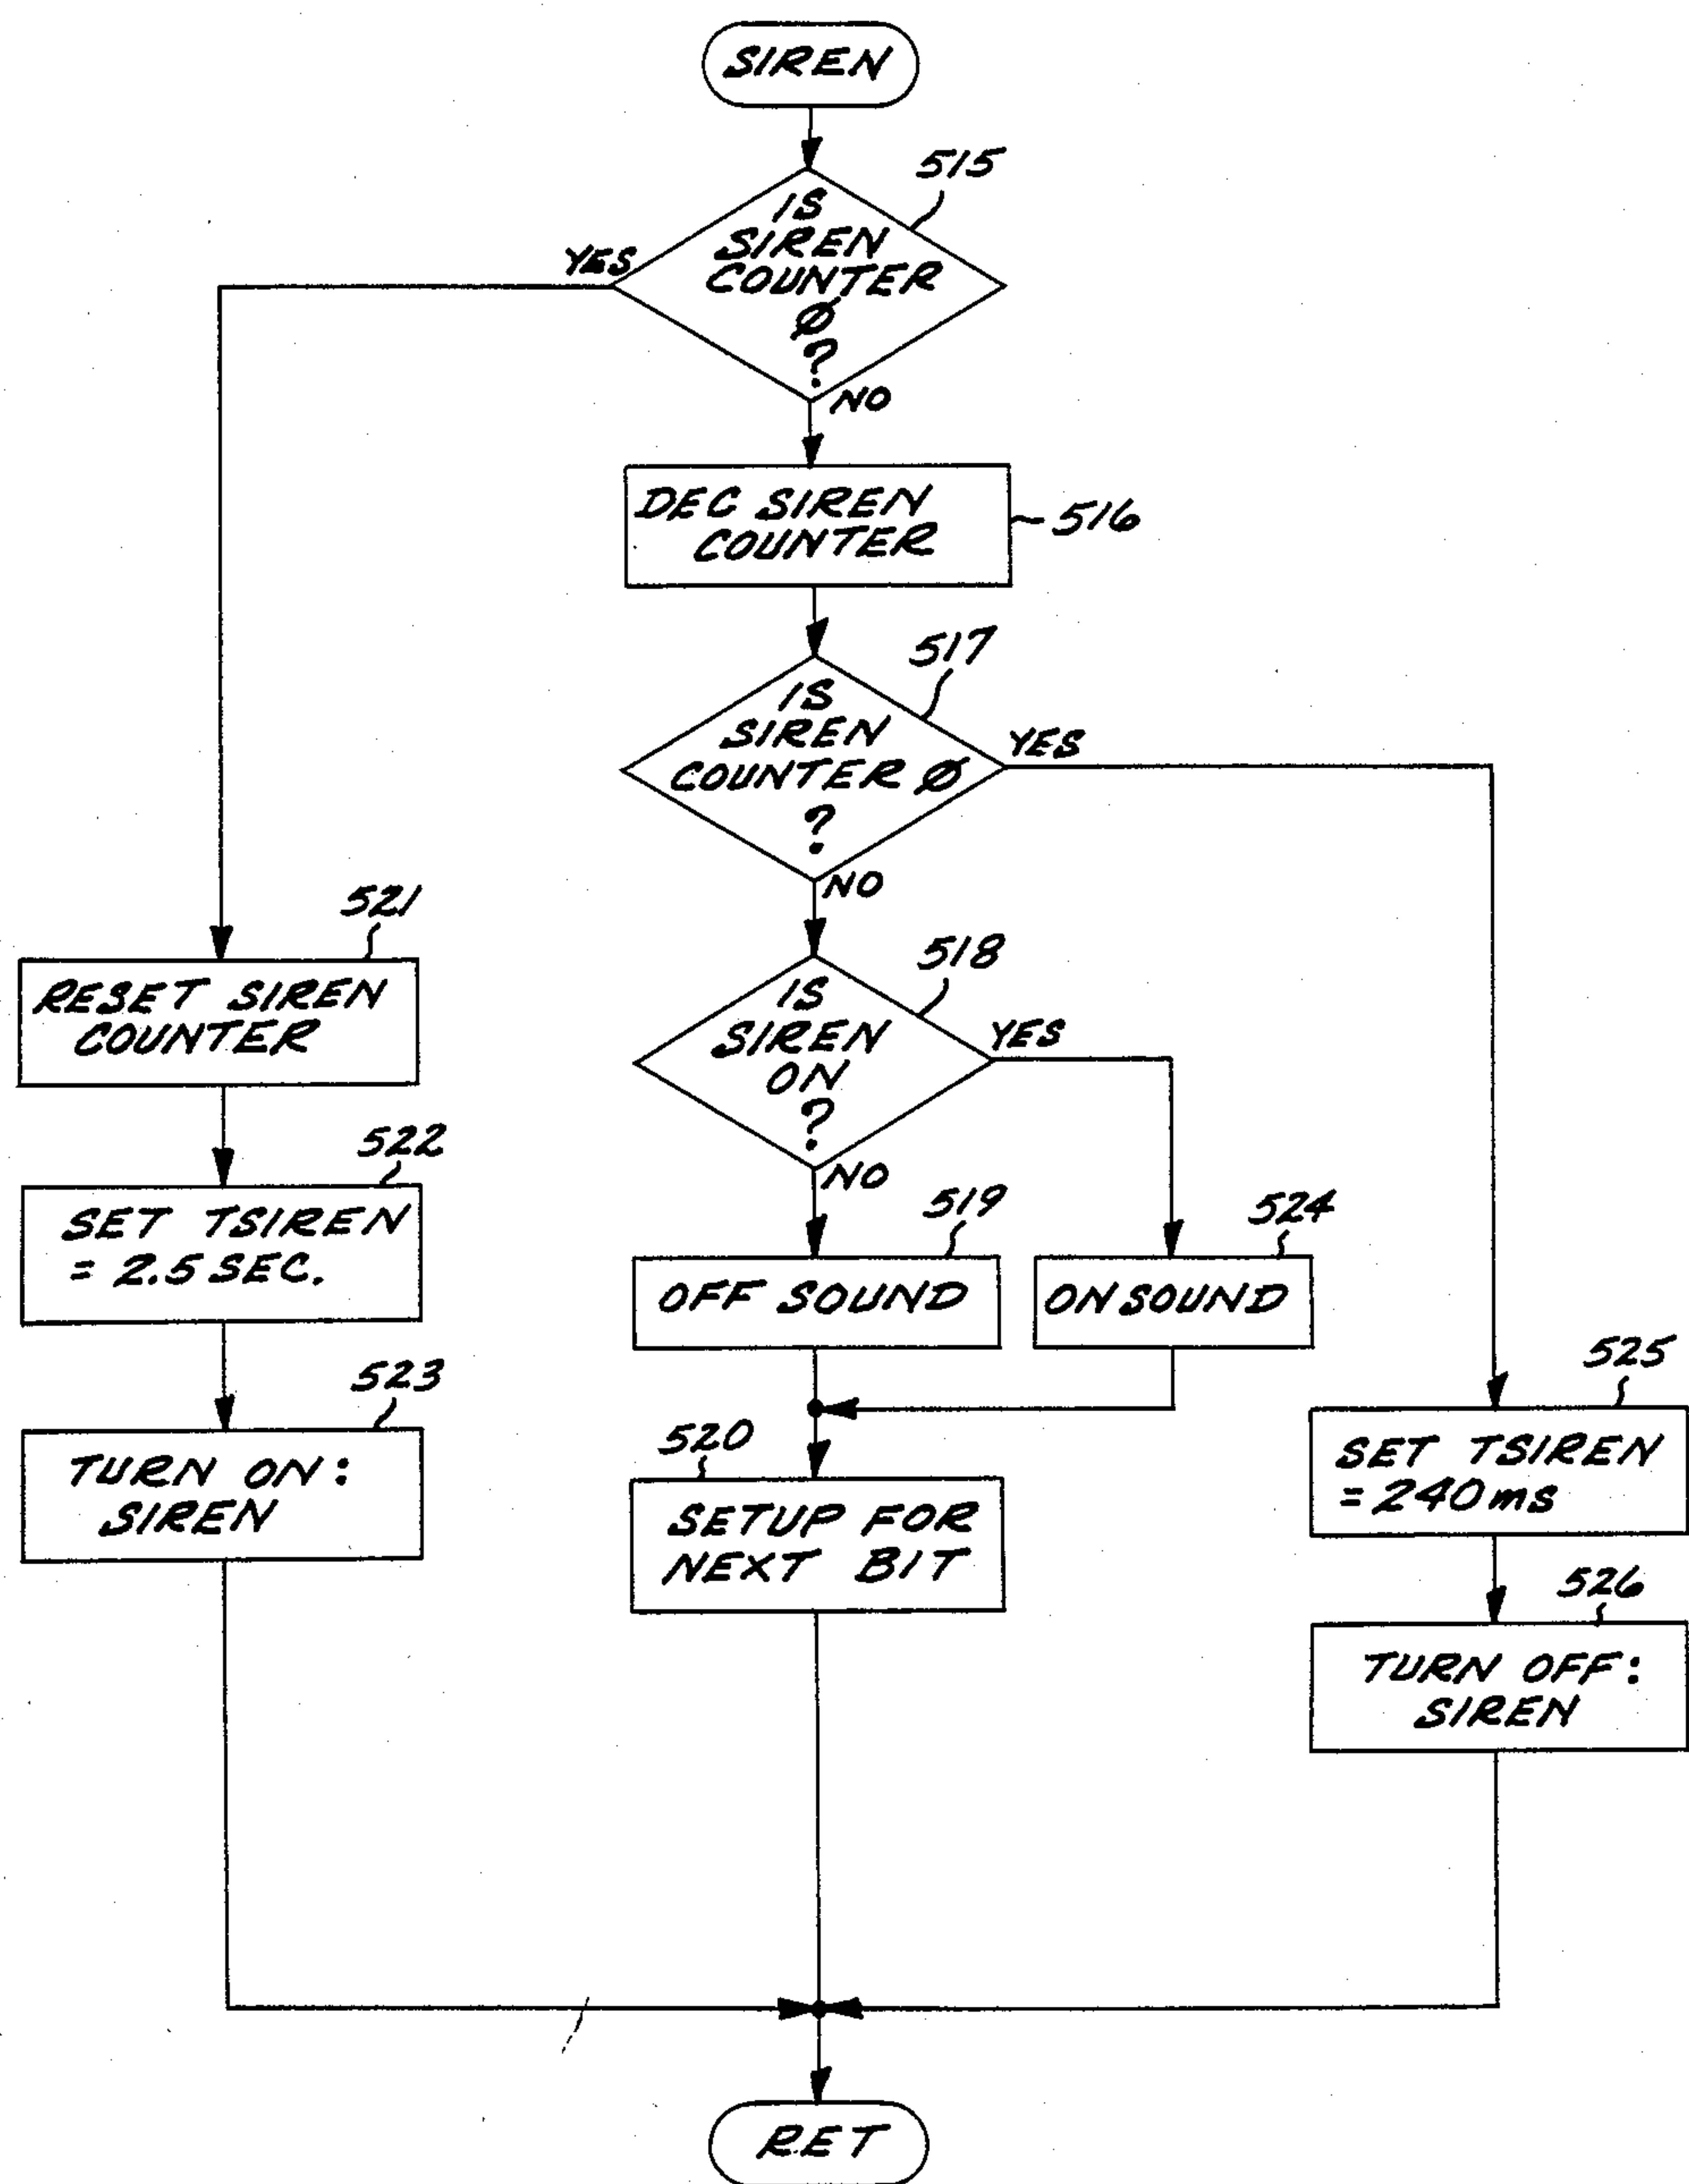 SIREN
515
IS
SIREN
COUNTER
Ø
?
YES
NO
DEC SIREN
COUNTER
516
517
IS
SIREN
COUNTER Ø
?
YES
NO
518
IS
SIREN
ON
?
YES
NO
521
RESET SIREN
COUNTER
522
SET TSIREN
= 2.5 SEC.
523
TURN ON:
SIREN
519
OFF SOUND
524
ON SOUND
520
SETUP FOR
NEXT BIT
525
SET TSIREN
= 240 ms
526
TURN OFF:
SIREN
RET